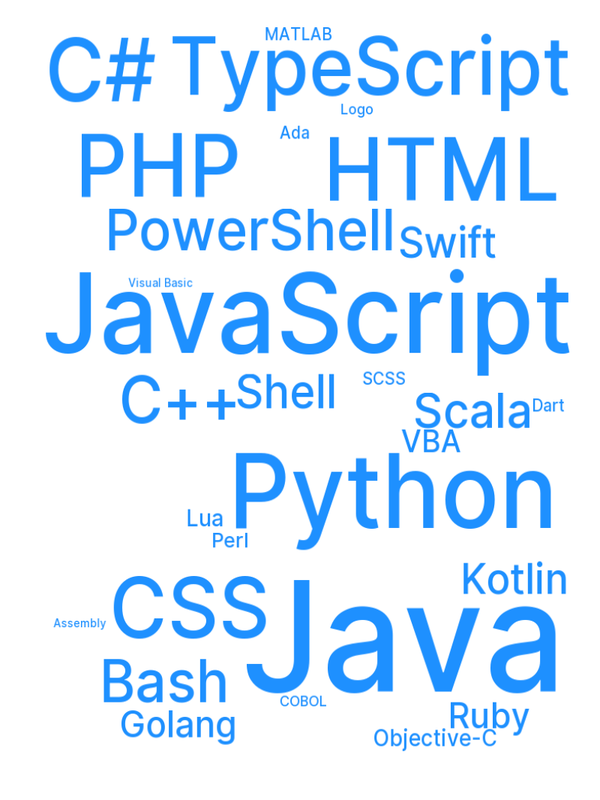 MATLAB
C# TypeScript
Logo
Ada
PHP HTML
PowerShell Swift
Visual Basic
JavaScript
C++ Shell SCSS
Scala Dart
VBA
Python
Lua
Perl
Kotlin
CSS Java
Assembly
Bash
COBOL
Golang Ruby
Objective-C